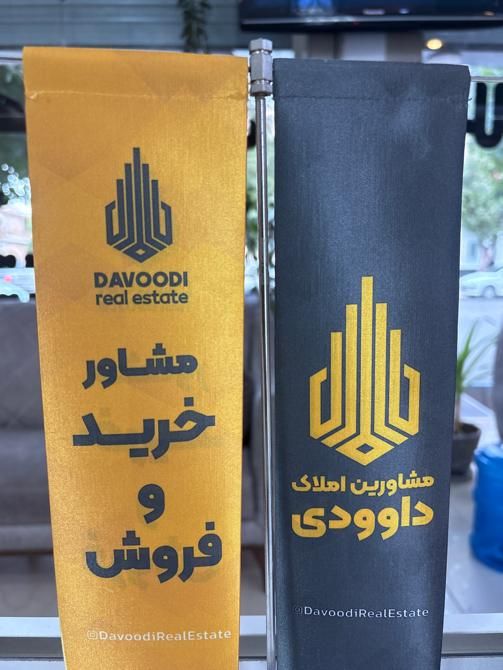 DAVOODI
real estate
مشاور
خرید
و
فروش
@DavoodiRealEstate
مشاورین املاک
داوودی
@DavoodiRealEstate